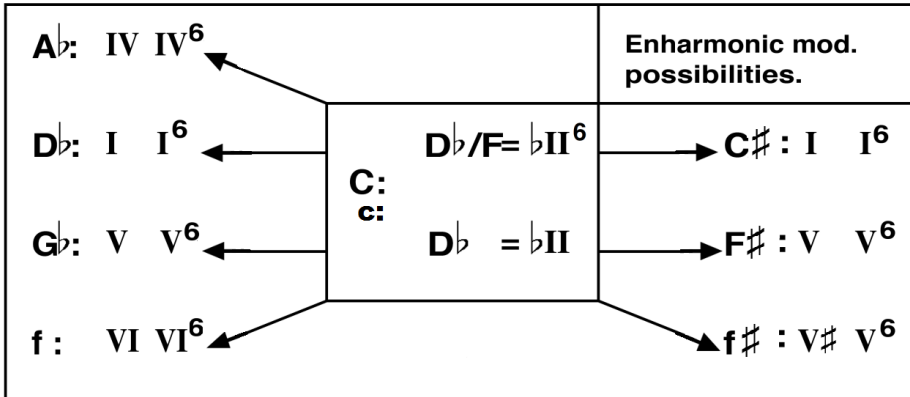 A♭: IV IV⁶
Enharmonic mod.
possibilities.
D♭: I I⁶
D♭/F= ♭II⁶
C♯ : I I⁶
C:
c:
G♭: V V⁶
D♭ = ♭II
F♯ : V V⁶
f : VI VI⁶
f♯ : V♯ V⁶